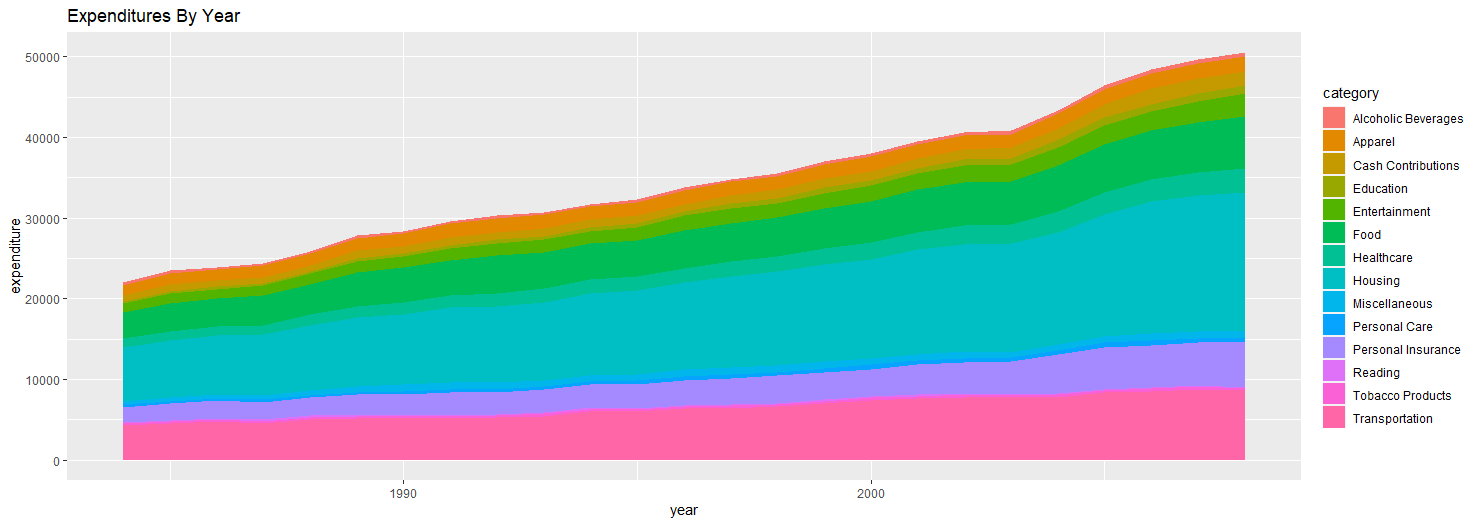 Expenditures By Year
50000
40000
30000
20000
10000
0
expenditure
1990
2000
year
category
Alcoholic Beverages
Apparel
Cash Contributions
Education
Entertainment
Food
Healthcare
Housing
Miscellaneous
Personal Care
Personal Insurance
Reading
Tobacco Products
Transportation